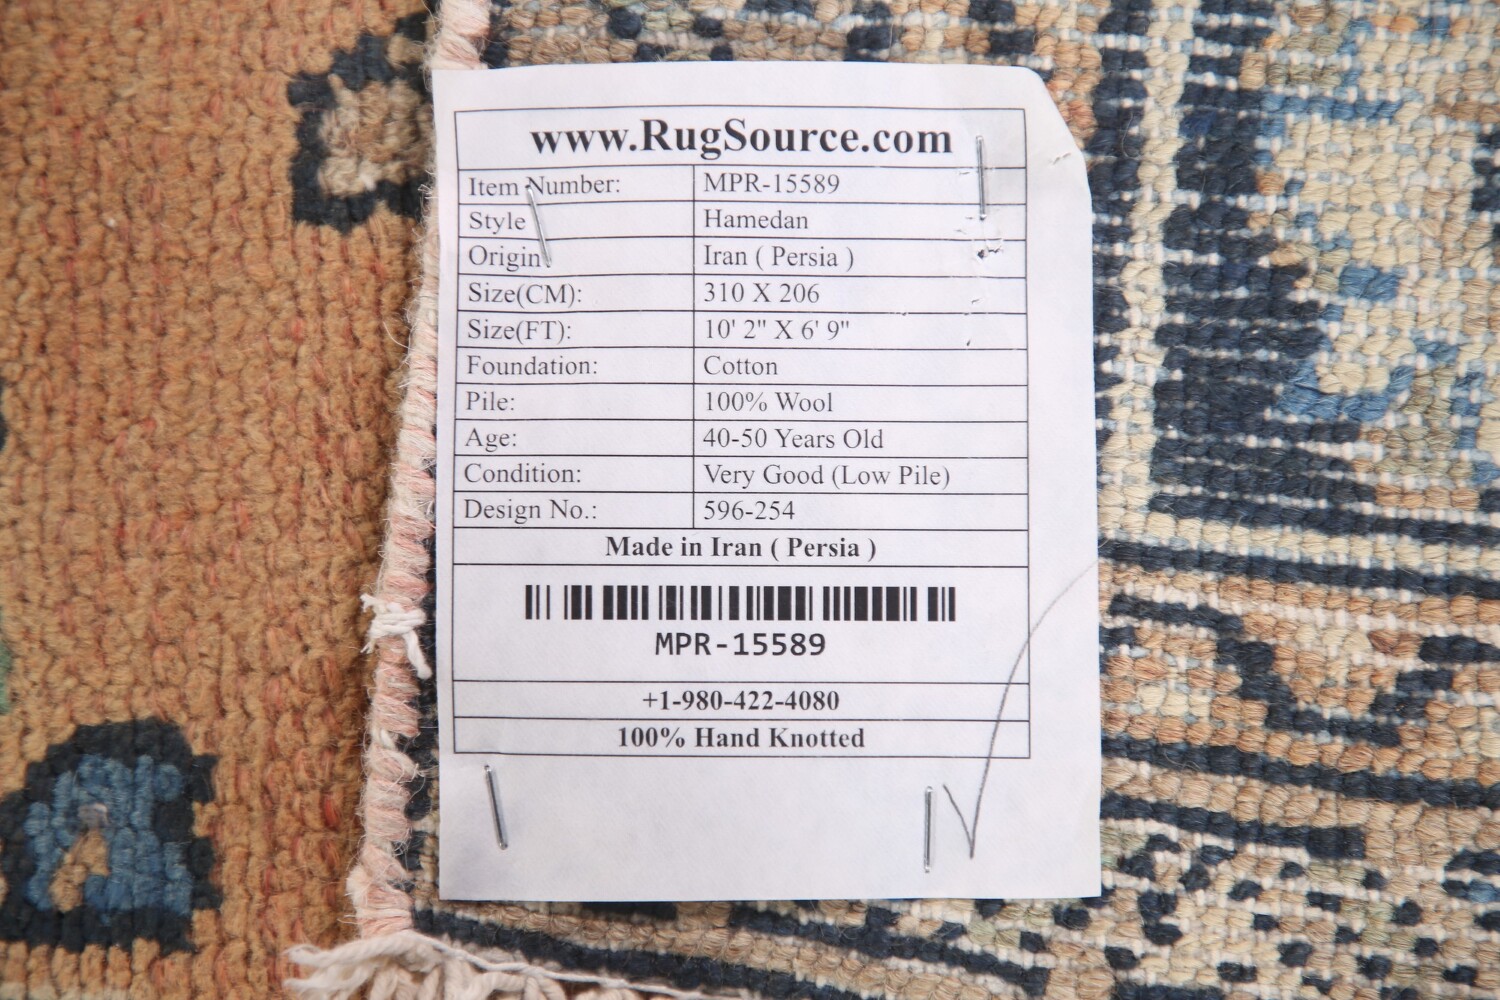 www.RugSource.com
Item Number: MPR-15589
Style Hamedan
Origin: Iran ( Persia )
Size(CM): 310 X 206
Size(FT): 10' 2" X 6' 9"
Foundation: Cotton
Pile: 100% Wool
Age: 40-50 Years Old
Condition: Very Good (Low Pile)
Design No.: 596-254
Made in Iran ( Persia )
MPR-15589
+1-980-422-4080
100% Hand Knotted